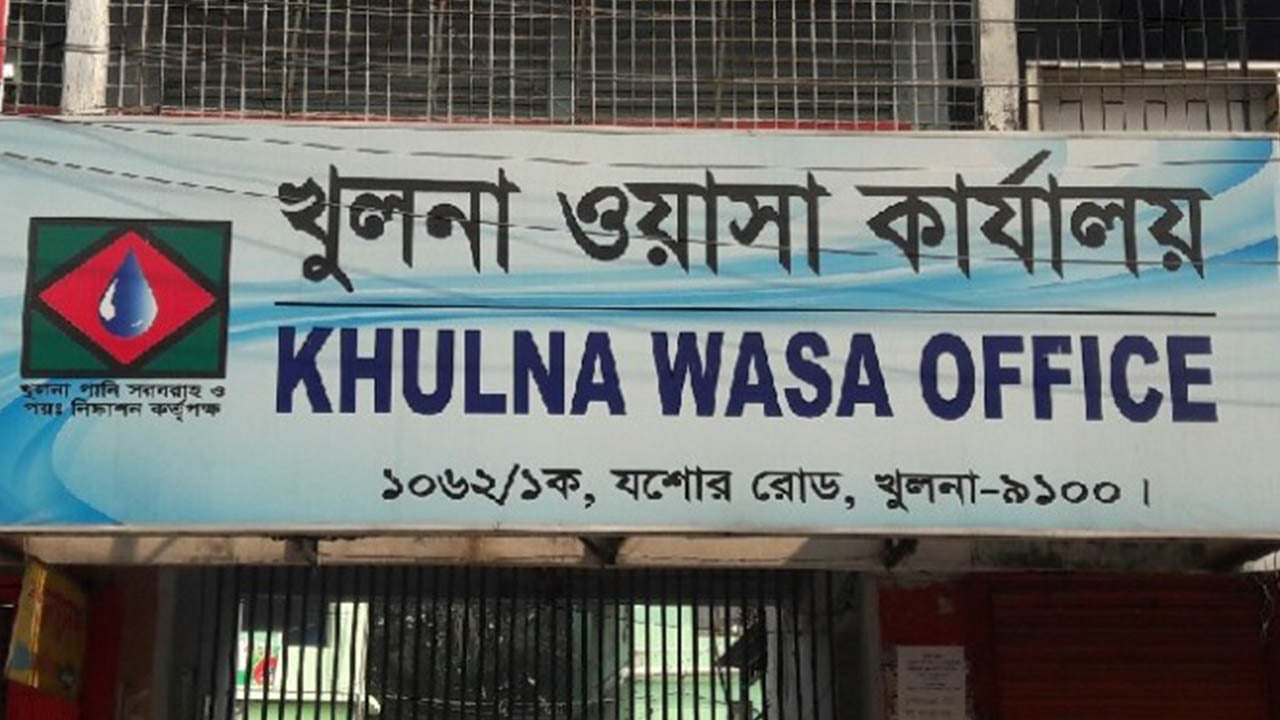 খুলনা ওয়াসা কার্যালয়
KHULNA WASA OFFICE
খুলনা পানি সরবরাহ ও
পয়ঃ নিষ্কাশন কর্তৃপক্ষ
১০৬২/১ক, যশোর রোড, খুলনা-৯১০০।